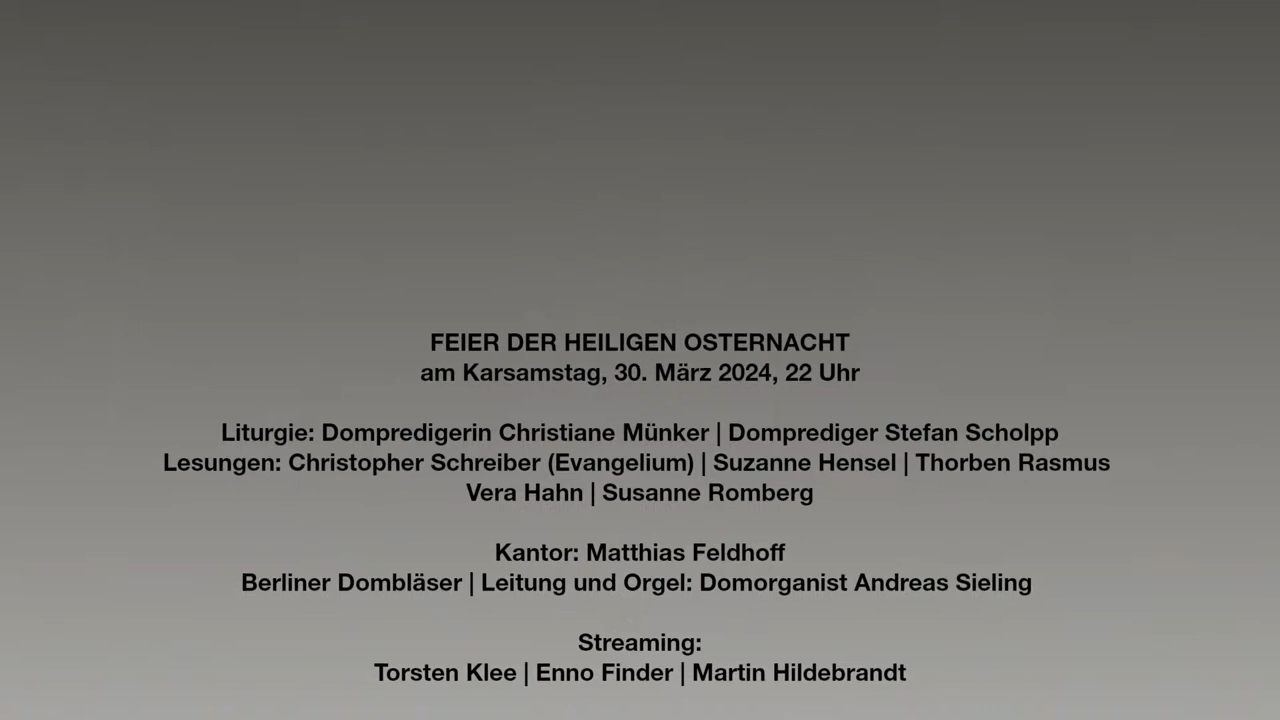 FEIER DER HEILIGEN OSTERNACHT
am Karsamstag, 30. März 2024, 22 Uhr
Liturgie: Dompredigerin Christiane Münker | Domprediger Stefan Scholpp
Lesungen: Christopher Schreiber (Evangelium) | Suzanne Hensel | Thorben Rasmus
Vera Hahn | Susanne Romberg
Kantor: Matthias Feldhoff
Berliner Dombläser | Leitung und Orgel: Domorganist Andreas Sieling
Streaming:
Torsten Klee | Enno Finder | Martin Hildebrandt